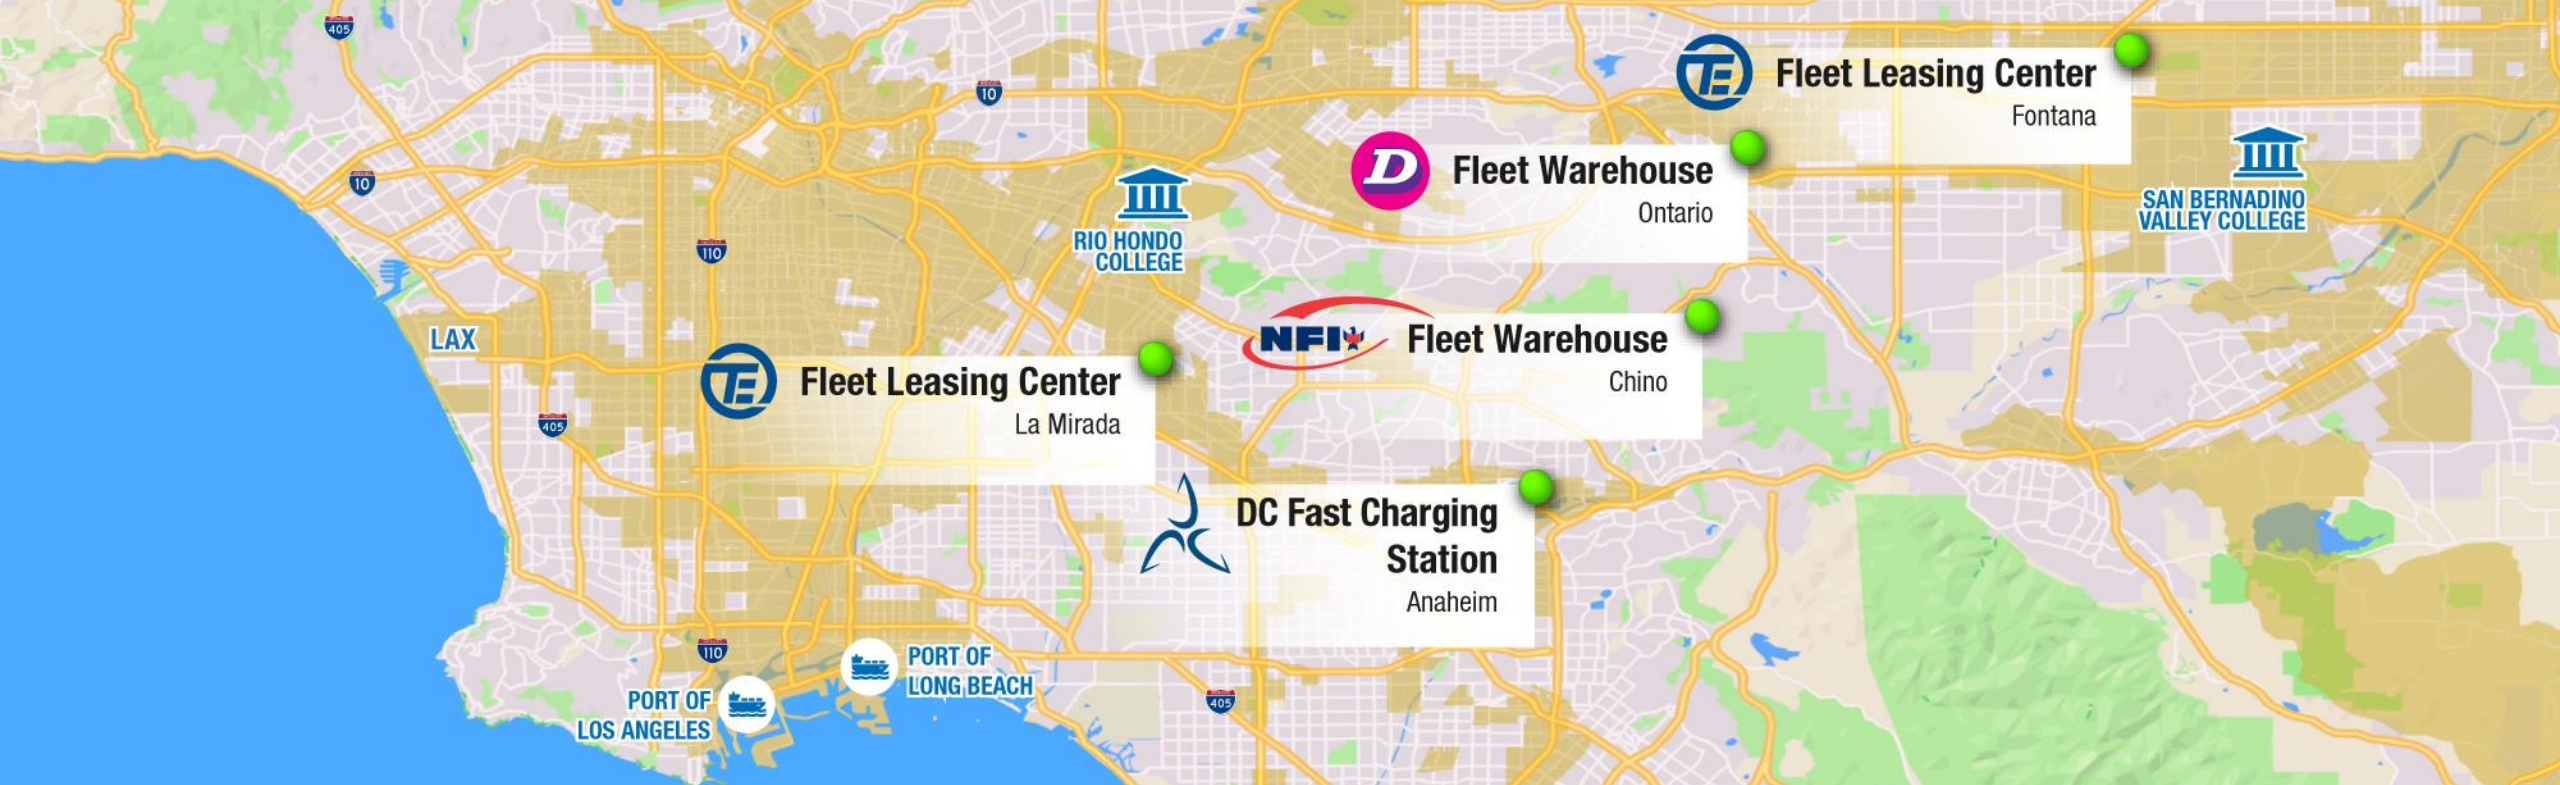 405
10
Fleet Leasing Center
Fontana
D
Fleet Warehouse
Ontario
SAN BERNADINO
VALLEY COLLEGE
10
110
RIO HONDO
COLLEGE
LAX
NFI
Fleet Warehouse
Chino
TE
Fleet Leasing Center
La Mirada
405
DC Fast Charging
Station
Anaheim
110
PORT OF
LONG BEACH
PORT OF
LOS ANGELES
405
TE